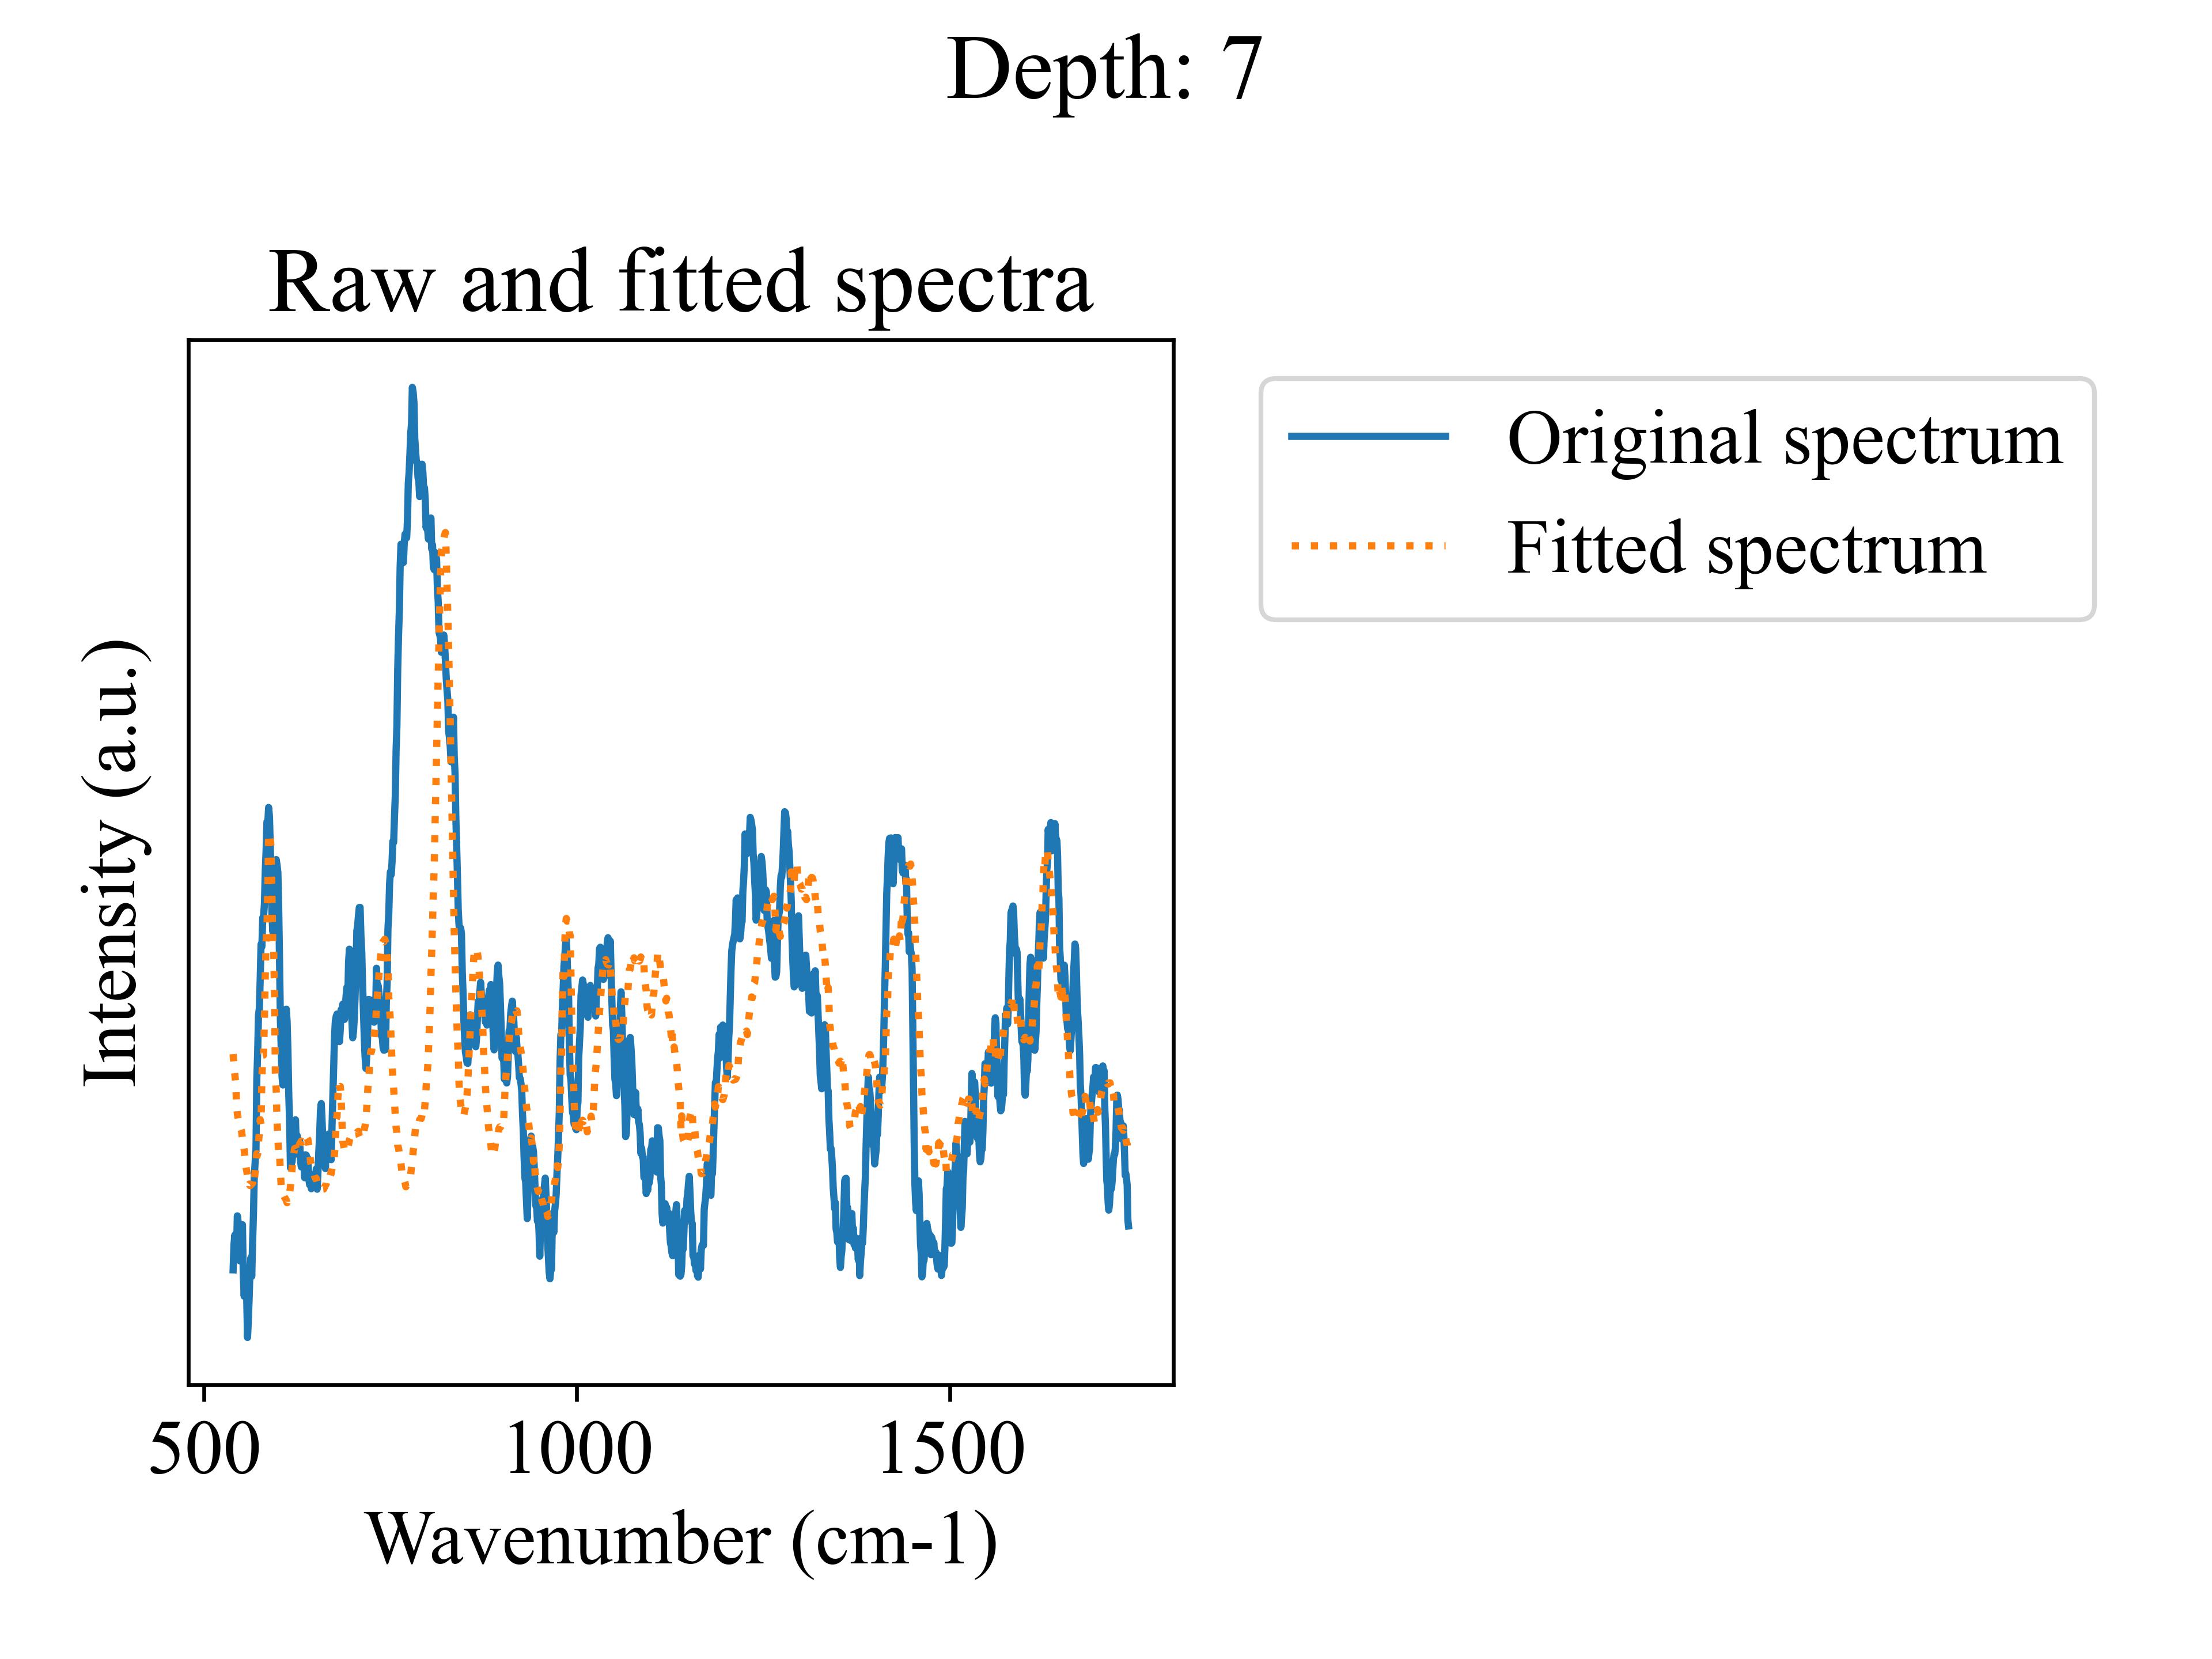 Depth: 7
Raw and fitted spectra
Original spectrum
Fitted spectrum
Intensity (a.u.)
500 1000 1500
Wavenumber (cm-1)